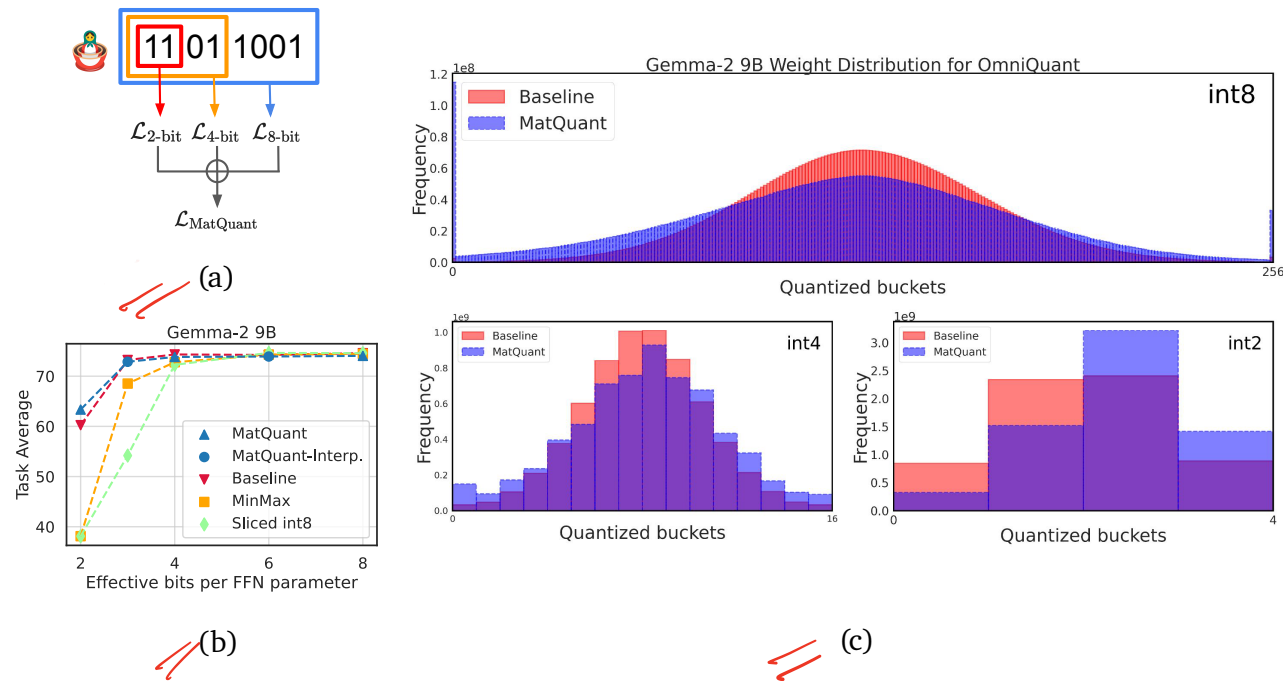 11 01 1001
ℒ2-bit ℒ4-bit ℒ8-bit
ℒMatQuant
(a)
Gemma-2 9B
Task Average
70
60
50
40
2 4 6 8
Effective bits per FFN parameter
MatQuant
MatQuant-Interp.
Baseline
MinMax
Sliced int8
(b)
Gemma-2 9B Weight Distribution for OmniQuant
1e8
int8
Baseline
MatQuant
Frequency
1.2
1.0
0.8
0.6
0.4
0.2
0.0
0 256
Quantized buckets
1e9
int4
Baseline
MatQuant
Frequency
1.0
0.8
0.6
0.4
0.2
0.0
0 16
Quantized buckets
1e9
int2
Baseline
MatQuant
Frequency
3.0
2.5
2.0
1.5
1.0
0.5
0.0
0 4
Quantized buckets
(c)